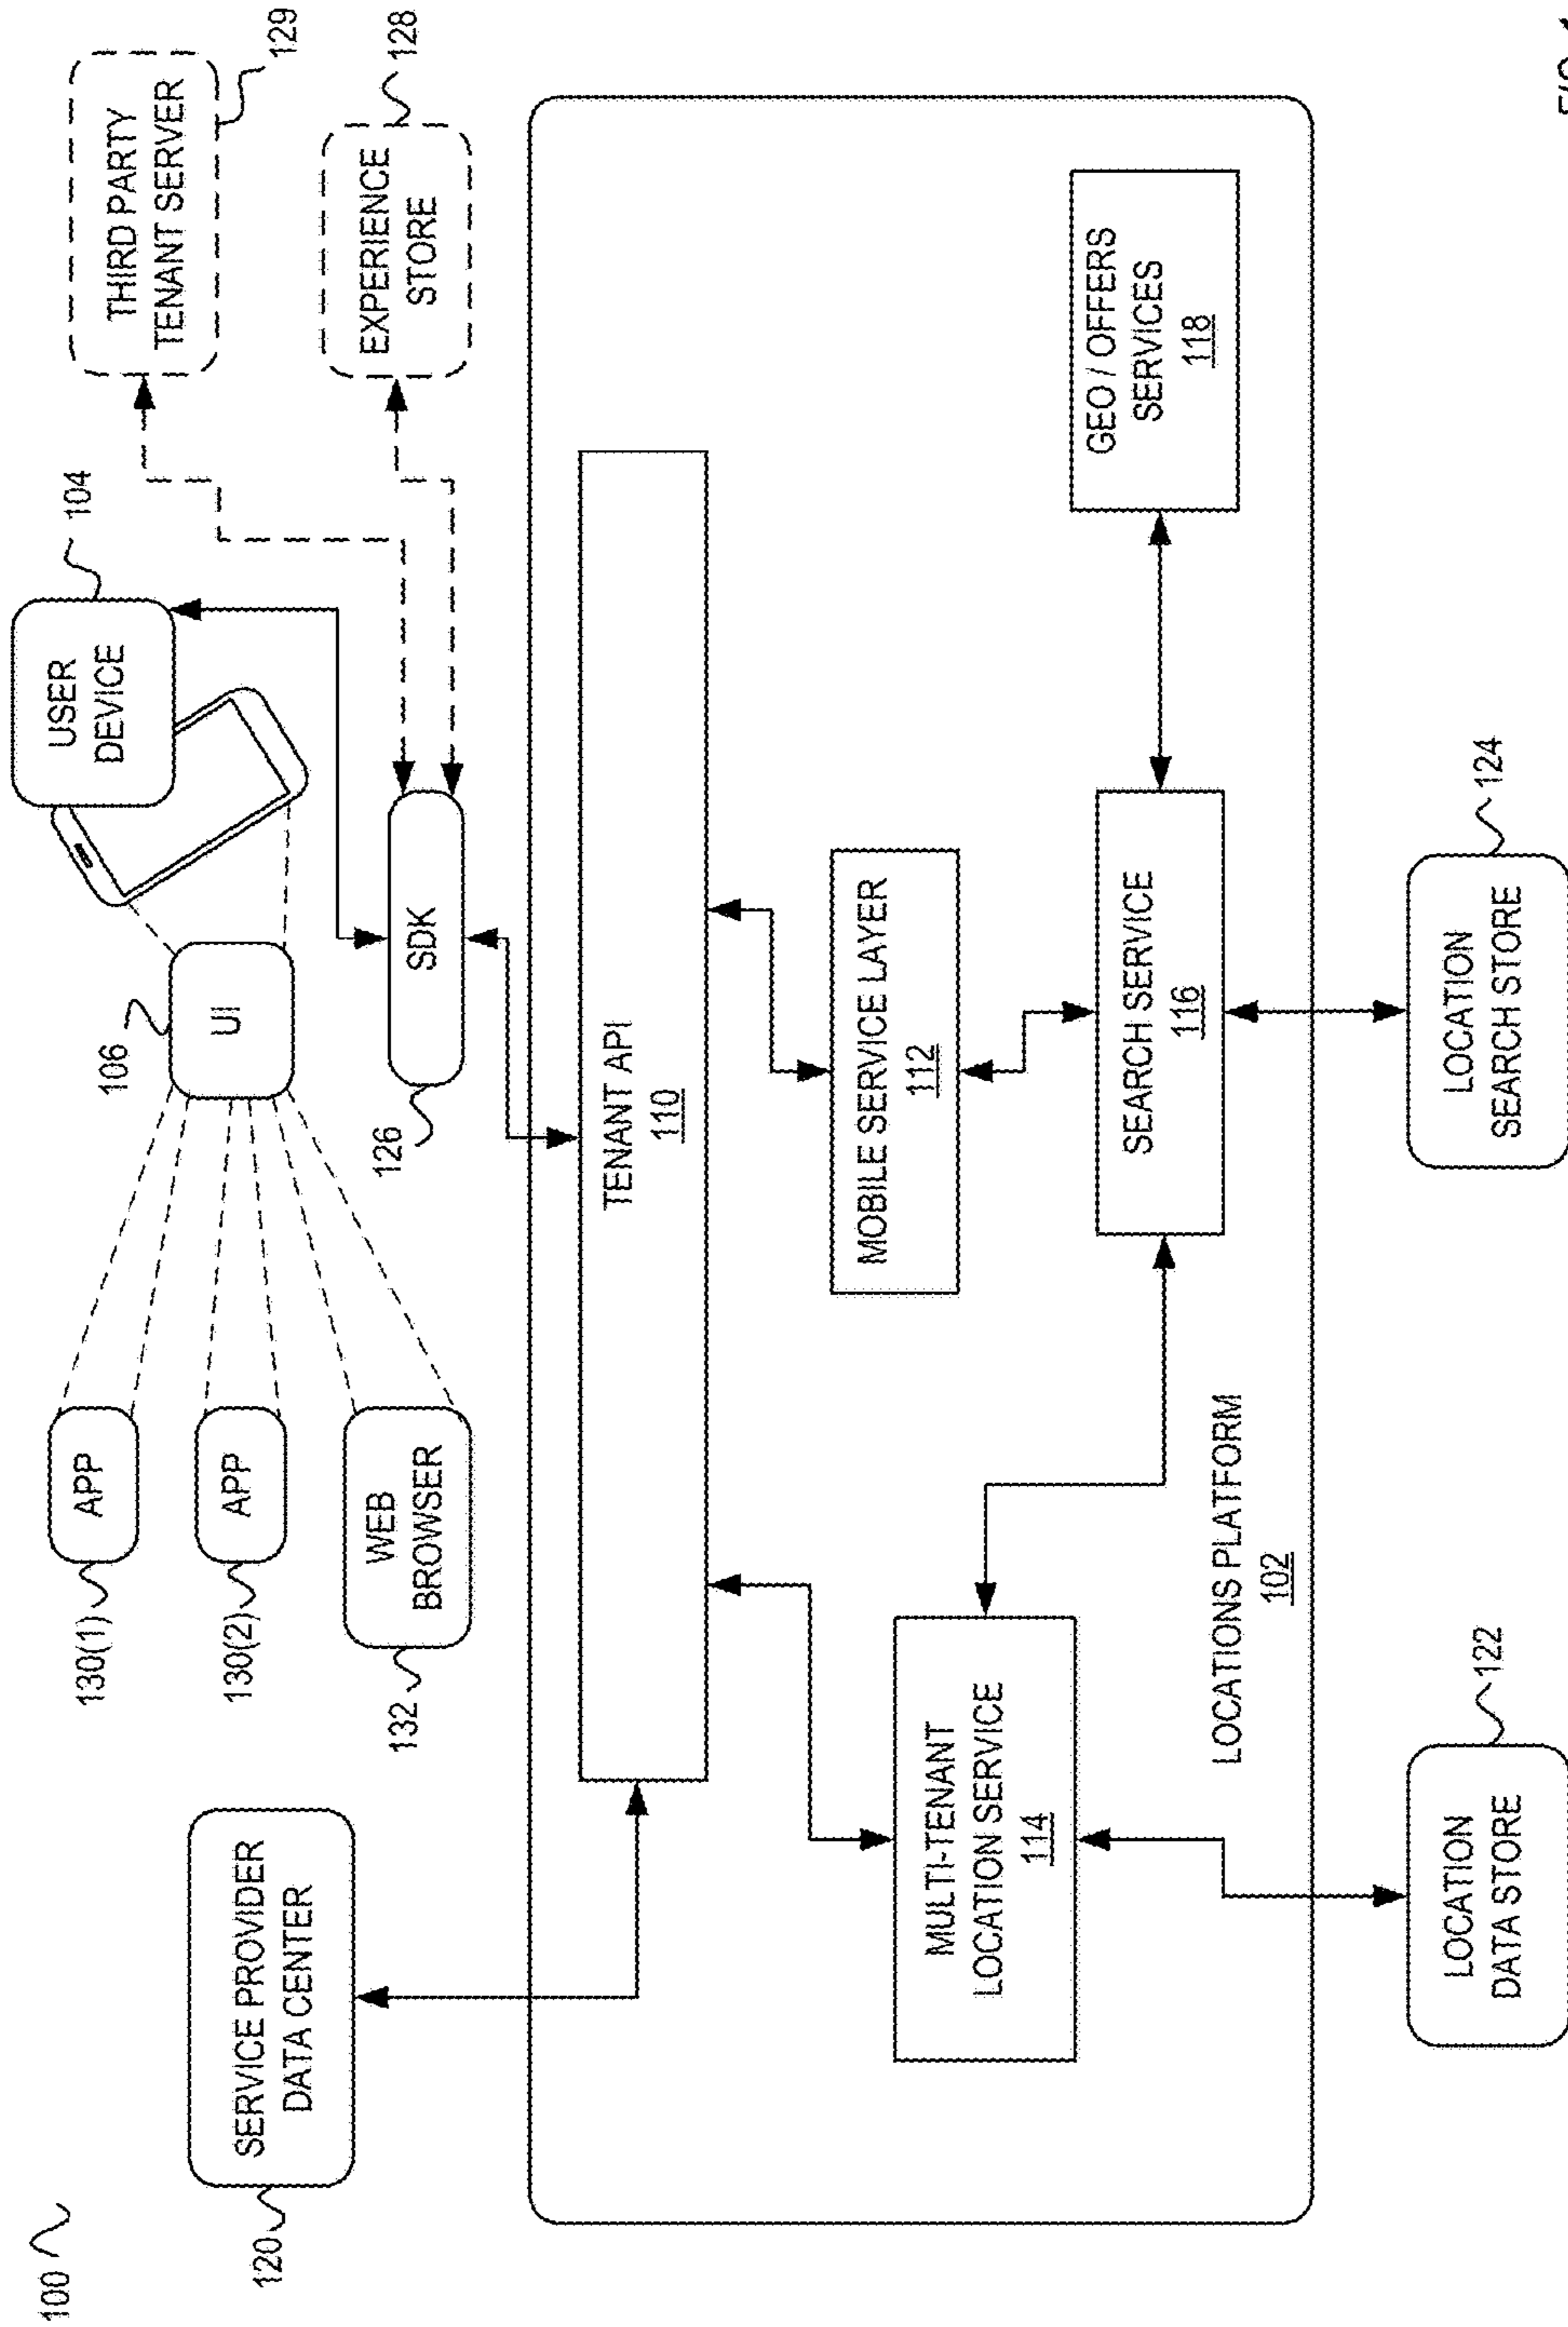 100
120
SERVICE PROVIDER
DATA CENTER
130(1)
APP
130(2)
APP
132
WEB
BROWSER
106
UI
USER
DEVICE
104
126
SDK
THIRD PARTY
TENANT SERVER
129
EXPERIENCE
STORE
128
TENANT API
110
MOBILE SERVICE LAYER
112
MULTI-TENANT
LOCATION SERVICE
114
SEARCH SERVICE
116
GEO / OFFERS
SERVICES
118
LOCATIONS PLATFORM
102
LOCATION
DATA STORE
122
LOCATION
SEARCH STORE
124